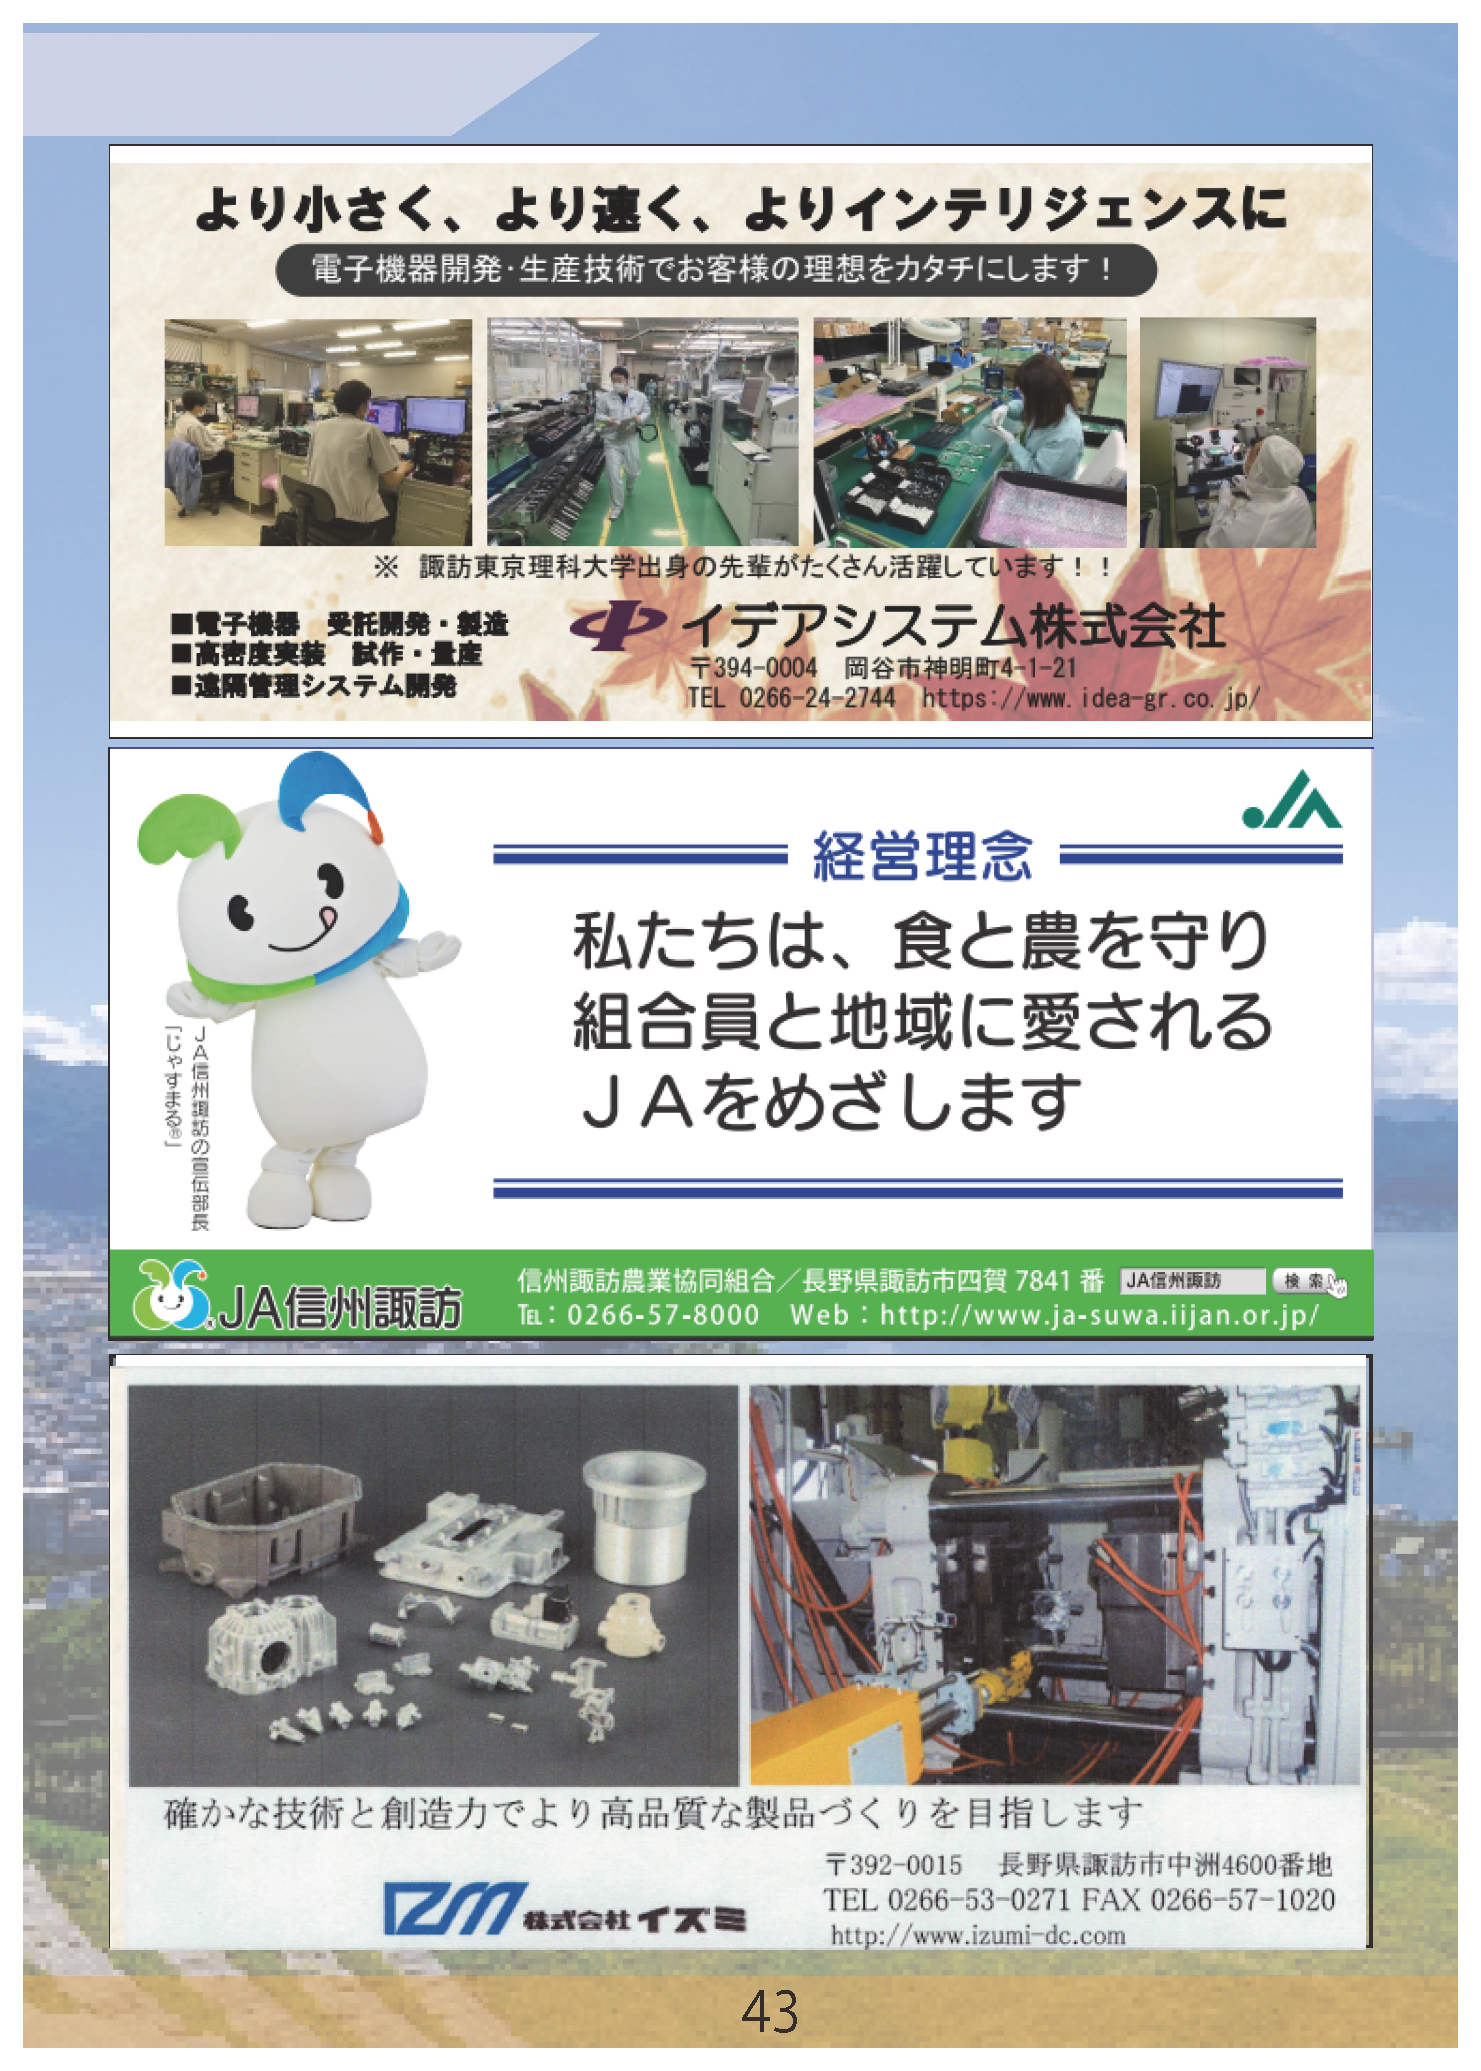 より小さく、より速く、よりインテリジェンスに
電子機器開発･生産技術でお客様の理想をカタチにします！
※　諏訪東京理科大学出身の先輩がたくさん活躍しています！！
■電子機器　受託開発・製造
■高密度実装　試作・量産
■遠隔管理システム開発
イデアシステム株式会社
〒394-0004　岡谷市神明町4-1-21
TEL 0266-24-2744　https://www.idea-gr.co.jp/
JA
経営理念
私たちは、食と農を守り
組合員と地域に愛される
ＪＡをめざします
ＪＡ信州諏訪の宣伝部長
「じゃすまる®」
JA信州諏訪
信州諏訪農業協同組合／長野県諏訪市四賀 7841 番
JA信州諏訪
検 索
℡：0266-57-8000　Web：http://www.ja-suwa.iijan.or.jp/
確かな技術と創造力でより高品質な製品づくりを目指します
IZM 株式会社イズミ
〒392-0015　長野県諏訪市中洲4600番地
TEL 0266-53-0271 FAX 0266-57-1020
http://www.izumi-dc.com
43